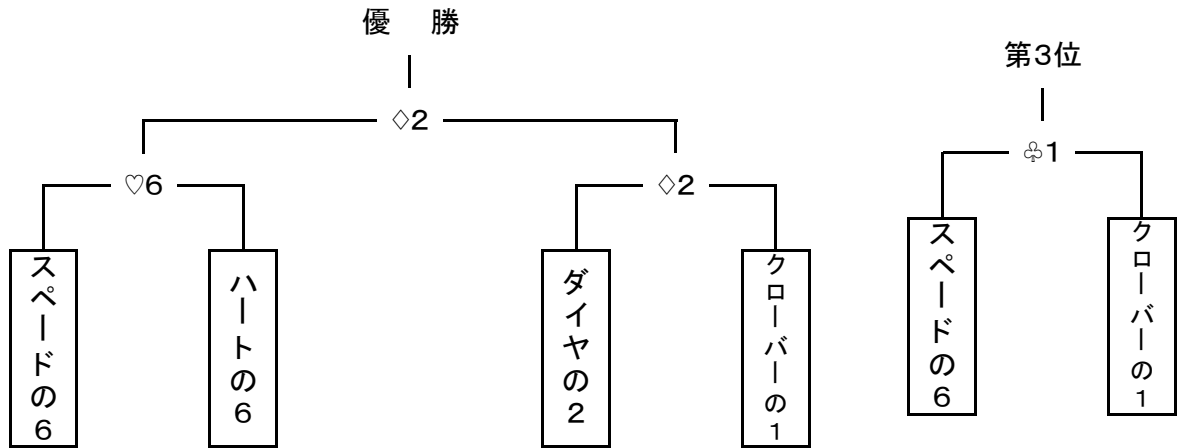 優 勝
第3位
♢2
♧1
♡6
♢2
スペードの6
ハートの6
ダイヤの2
クローバーの1
スペードの6
クローバーの1